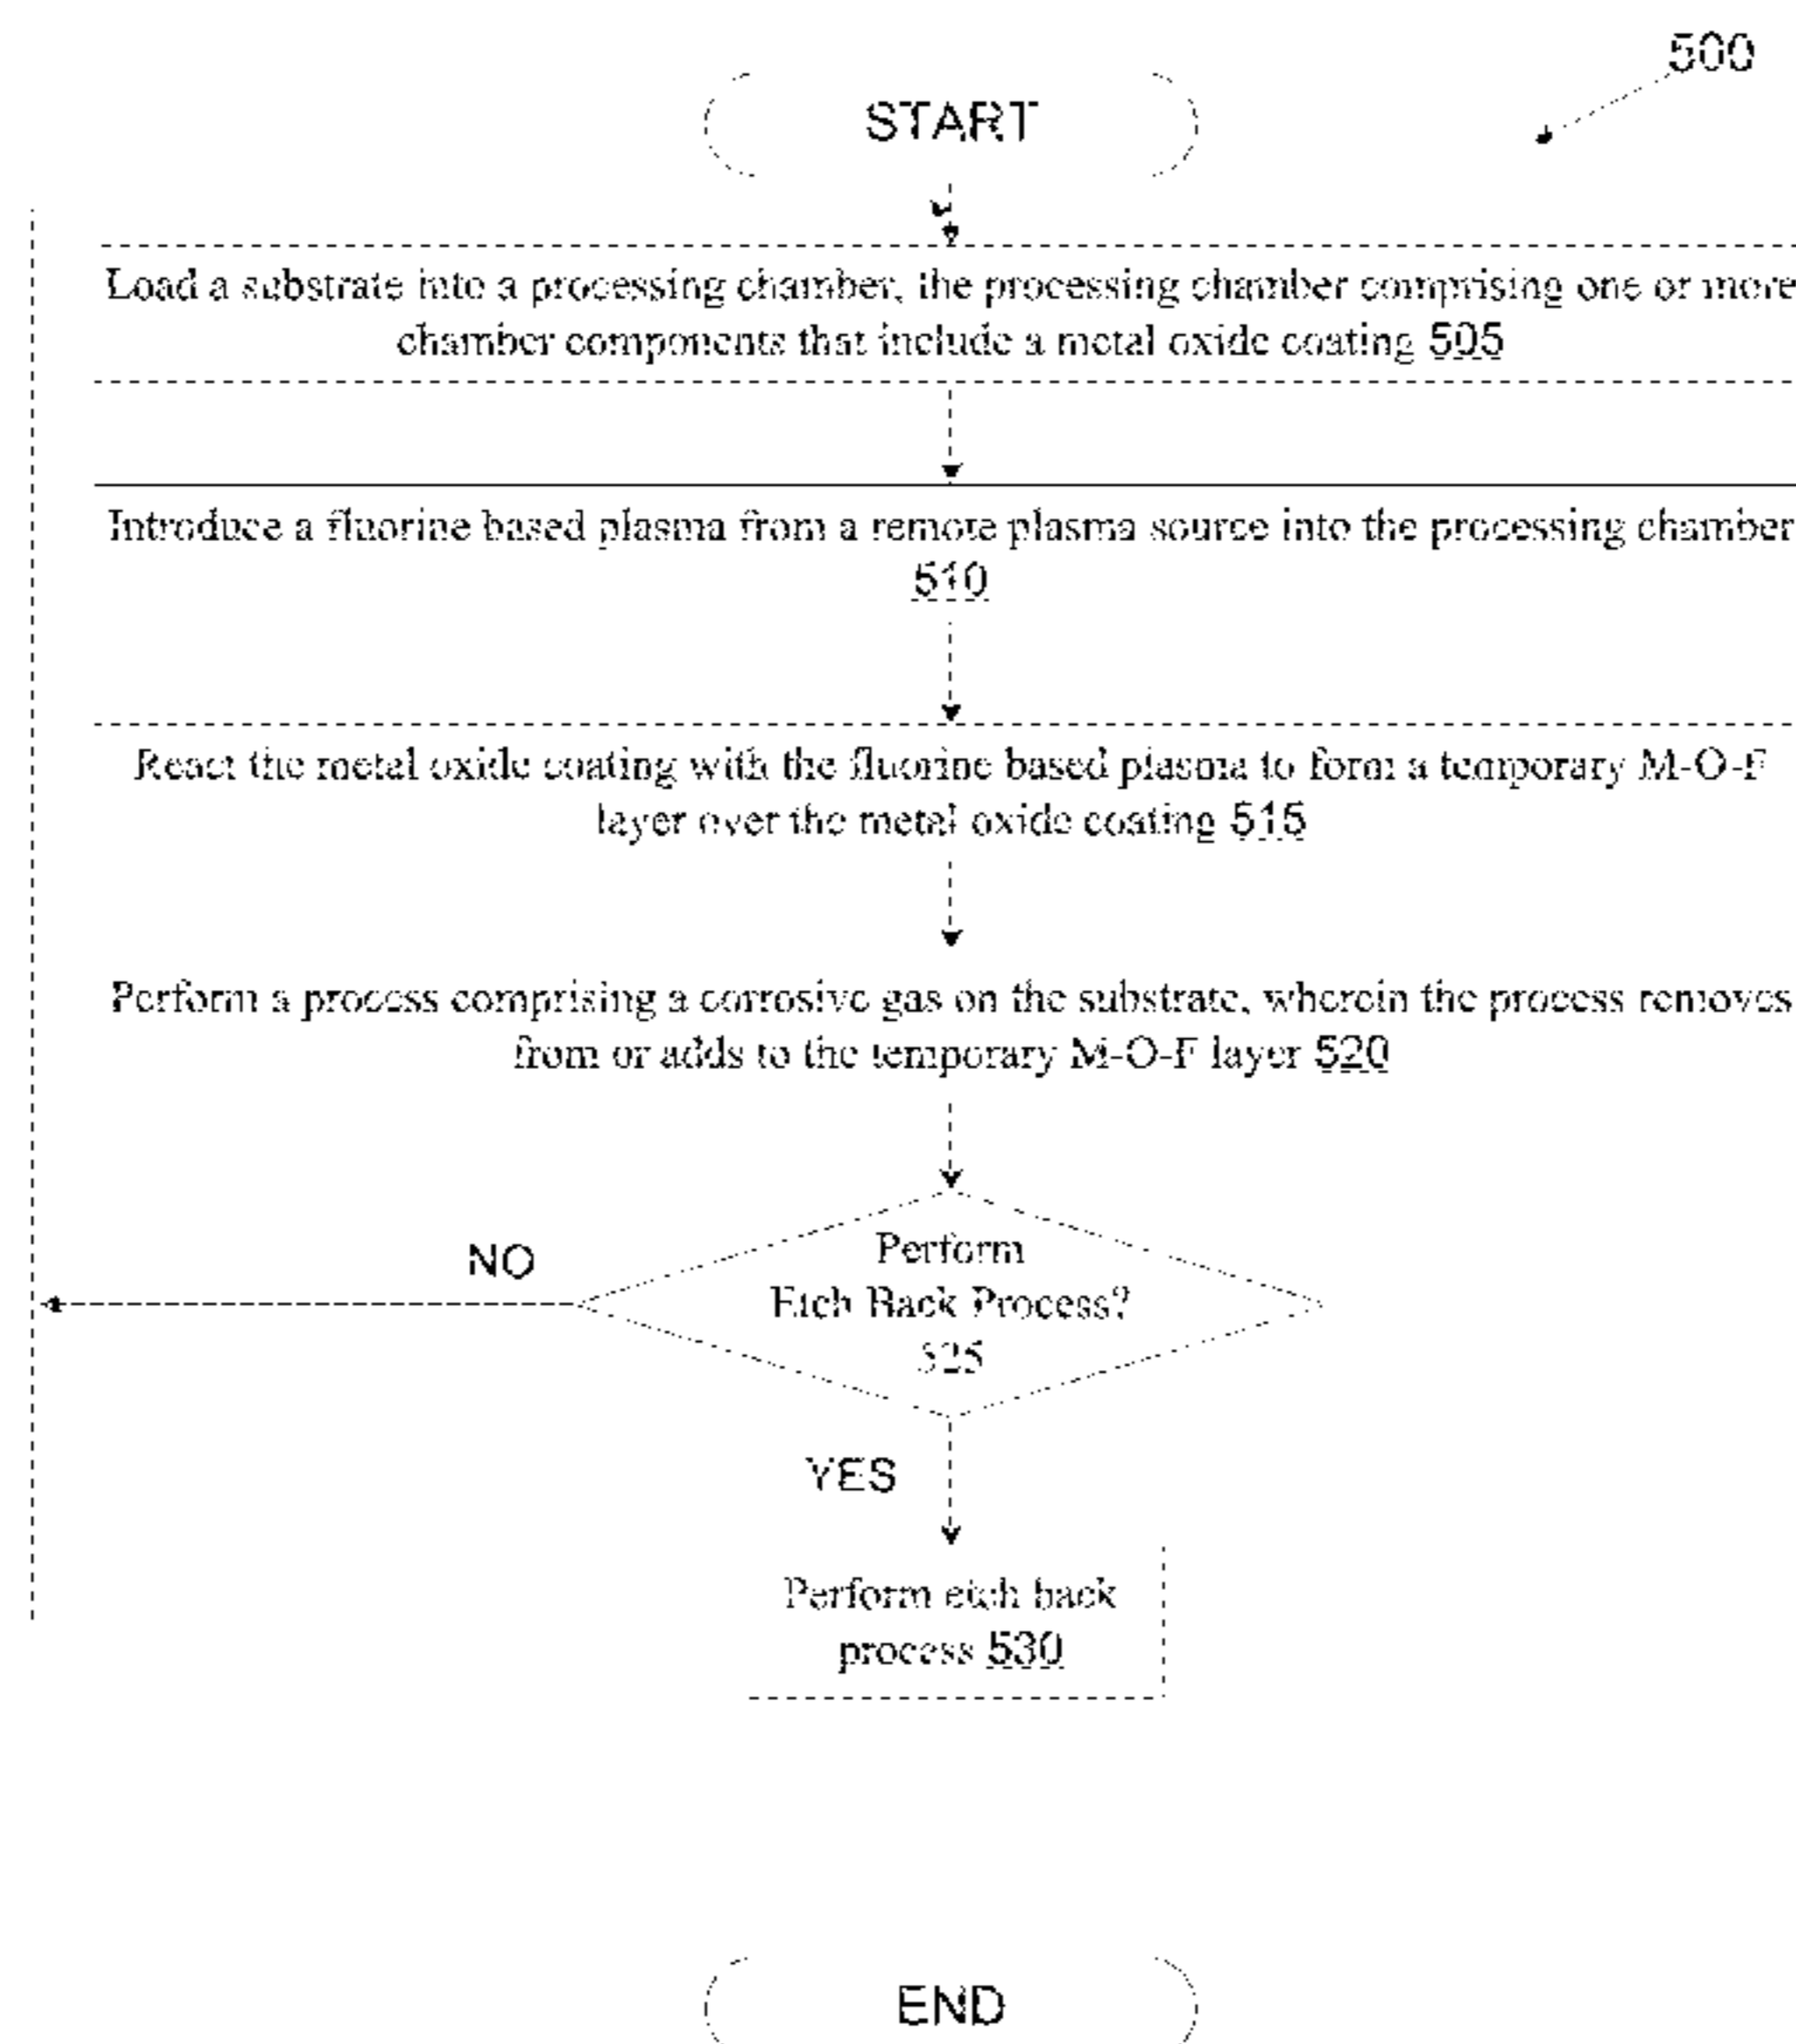 500
START
Load a substrate into a processing chamber, the processing chamber comprising one or more
chamber components that include a metal oxide coating 505
Introduce a fluorine based plasma from a remote plasma source into the processing chamber
510
React the metal oxide coating with the fluorine based plasma to form a temporary M-O-F
layer over the metal oxide coating 515
Perform a process comprising a corrosive gas on the substrate, wherein the process removes
from or adds to the temporary M-O-F layer 520
Perform
NO
Etch Back Process?
525
YES
Perform etch back
process 530
END